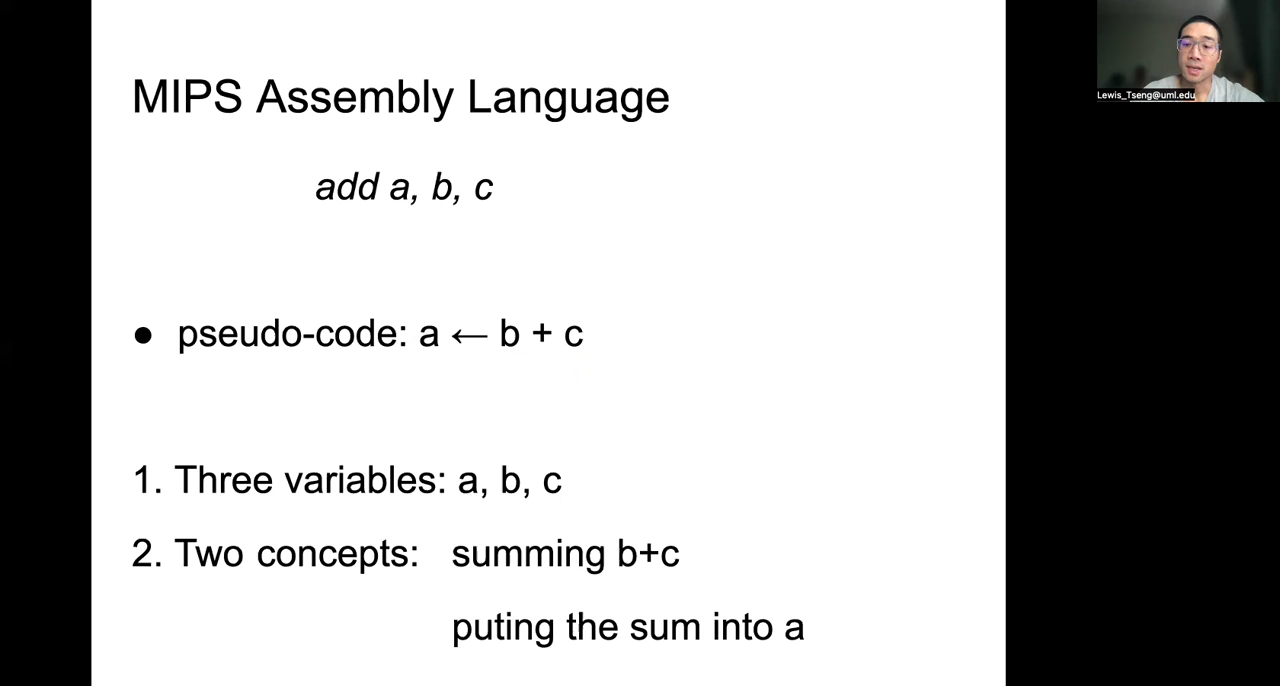 MIPS Assembly Language
add a, b, c
● pseudo-code: a ← b + c
1. Three variables: a, b, c
2. Two concepts: summing b+c
puting the sum into a
Lewis_Tseng@uml.edu